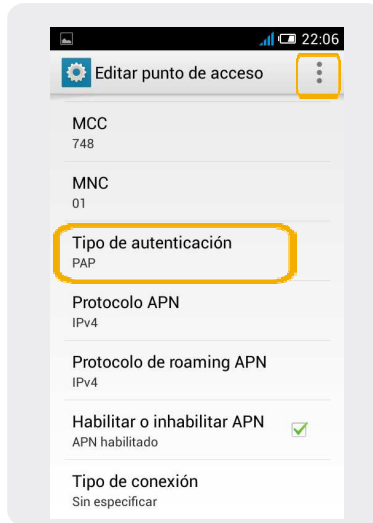 22:06
Editar punto de acceso
MCC
748
MNC
01
Tipo de autenticación
PAP
Protocolo APN
IPv4
Protocolo de roaming APN
IPv4
Habilitar o inhabilitar APN
APN habilitado
Tipo de conexión
Sin especificar